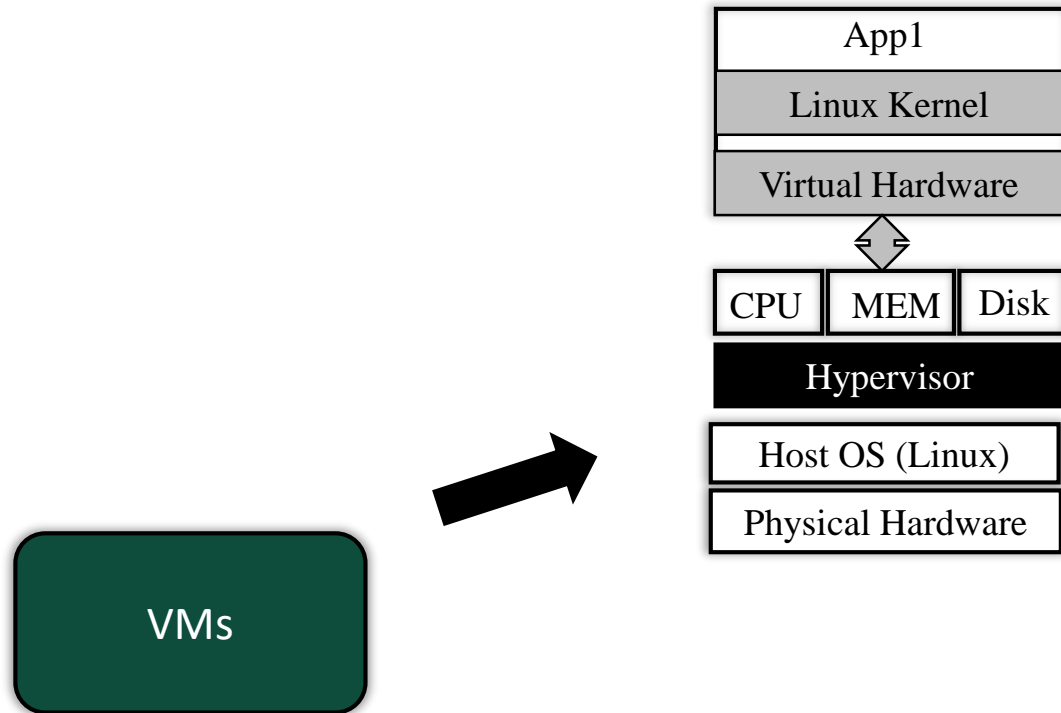 App1
Linux Kernel
Virtual Hardware
CPU MEM Disk
Hypervisor
Host OS (Linux)
Physical Hardware
VMs